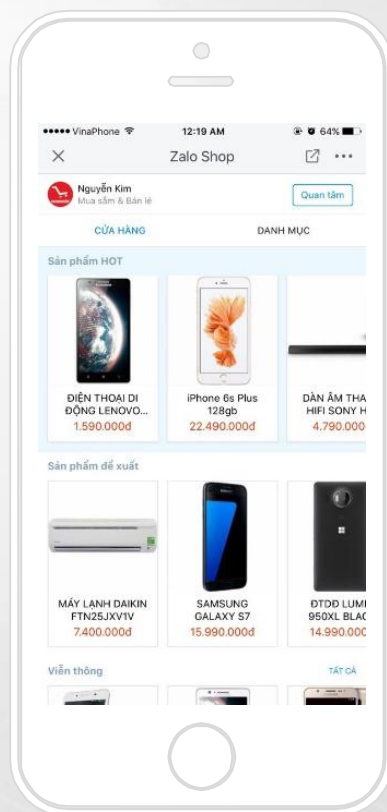 VinaPhone 12:19 AM 64%
Zalo Shop
Nguyễn Kim
Mua sắm & Bán lẻ
Quan tâm
CỬA HÀNG DANH MỤC
Sản phẩm HOT
ĐIỆN THOẠI DI
ĐỘNG LENOVO...
1.590.000đ
iPhone 6s Plus
128gb
22.490.000đ
DÀN ÂM THA
HIFI SONY H
4.790.000
Sản phẩm đề xuất
MÁY LẠNH DAIKIN
FTN25JXV1V
7.400.000đ
SAMSUNG
GALAXY S7
15.990.000đ
ĐTDĐ LUMI
950XL BLAC
14.990.000
Viễn thông TẤT CẢ